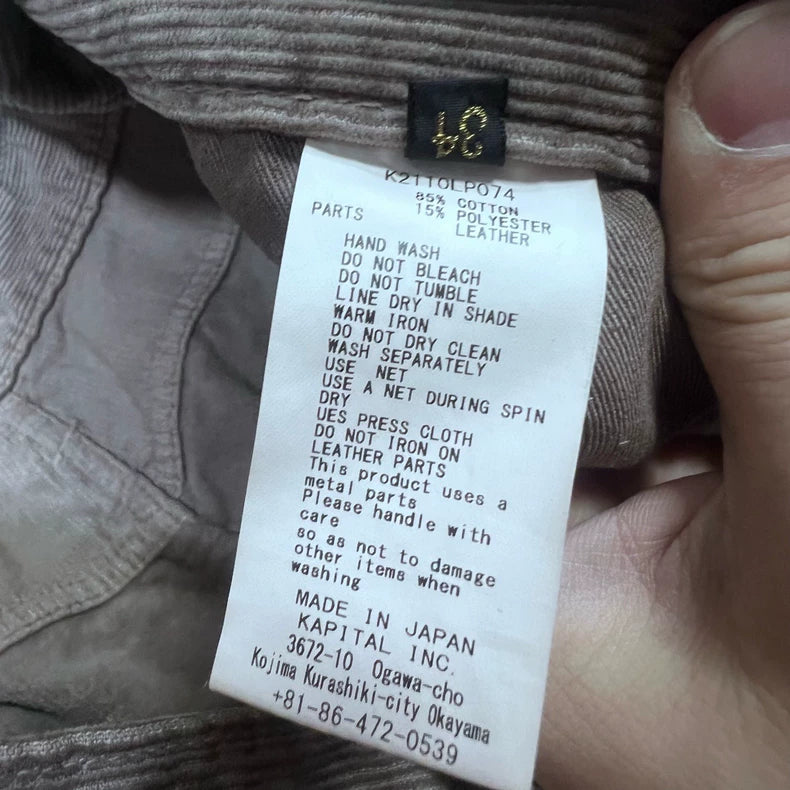 34
K2110LP074
85% COTTON
15% POLYESTER
PARTS LEATHER
HAND WASH
DO NOT BLEACH
DO NOT TUMBLE
LINE DRY IN SHADE
WARM IRON
DO NOT DRY CLEAN
WASH SEPARATELY
USE NET
USE A NET DURING SPIN
DRY
UES PRESS CLOTH
DO NOT IRON ON
LEATHER PARTS
This product uses a
metal parts
Please handle with
care
so as not to damage
other items when
washing
MADE IN JAPAN
KAPITAL INC.
3672-10 Ogawa-cho
Kojima Kurashiki-city Okayama
+81-86-472-0539